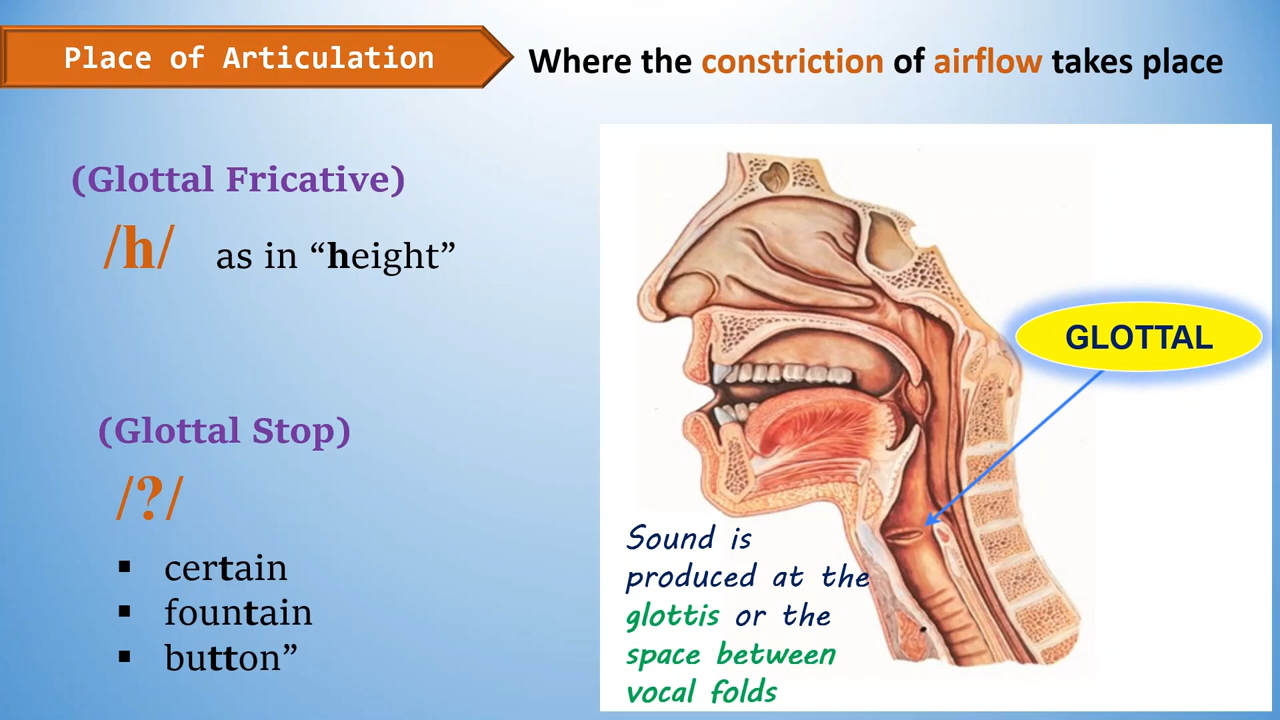 Place of Articulation
Where the constriction of airflow takes place
(Glottal Fricative)
/h/ as in “height”
(Glottal Stop)
/?/
▪ certain
▪ fountain
▪ button”
GLOTTAL
Sound is
produced at the
glottis or the
space between
vocal folds